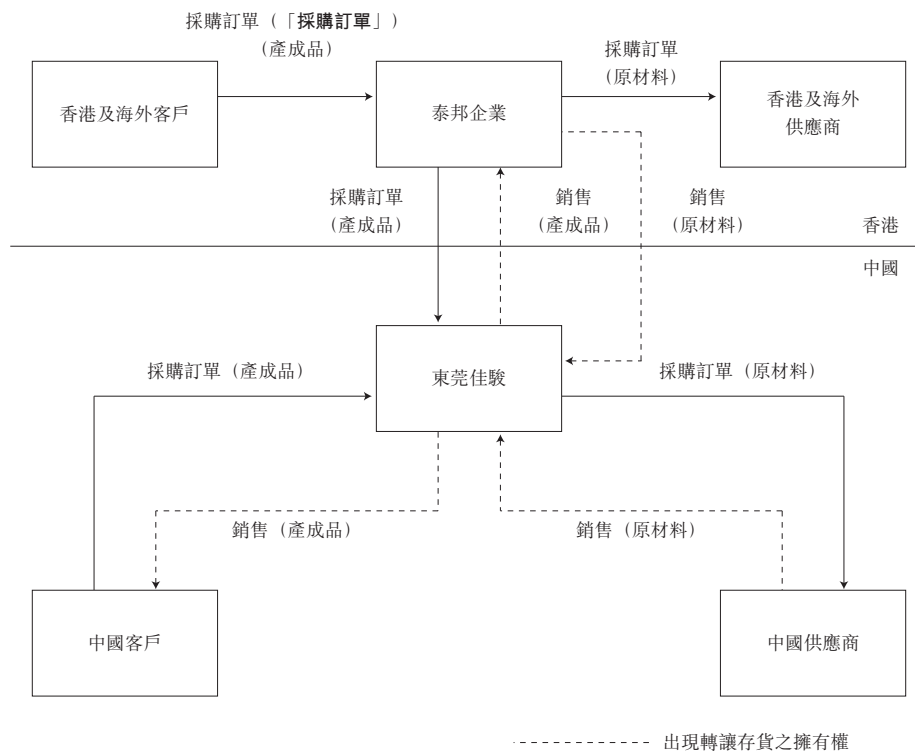 採購訂單（「採購訂單」）
（產成品）
採購訂單
（原材料）
香港及海外客戶
泰邦企業
香港及海外
供應商
採購訂單
（產成品）
銷售
（產成品）
銷售
（原材料）
香港
中國
採購訂單（產成品）
東莞佳駿
採購訂單（原材料）
銷售（產成品）
銷售（原材料）
中國客戶
中國供應商
出現轉讓存貨之擁有權